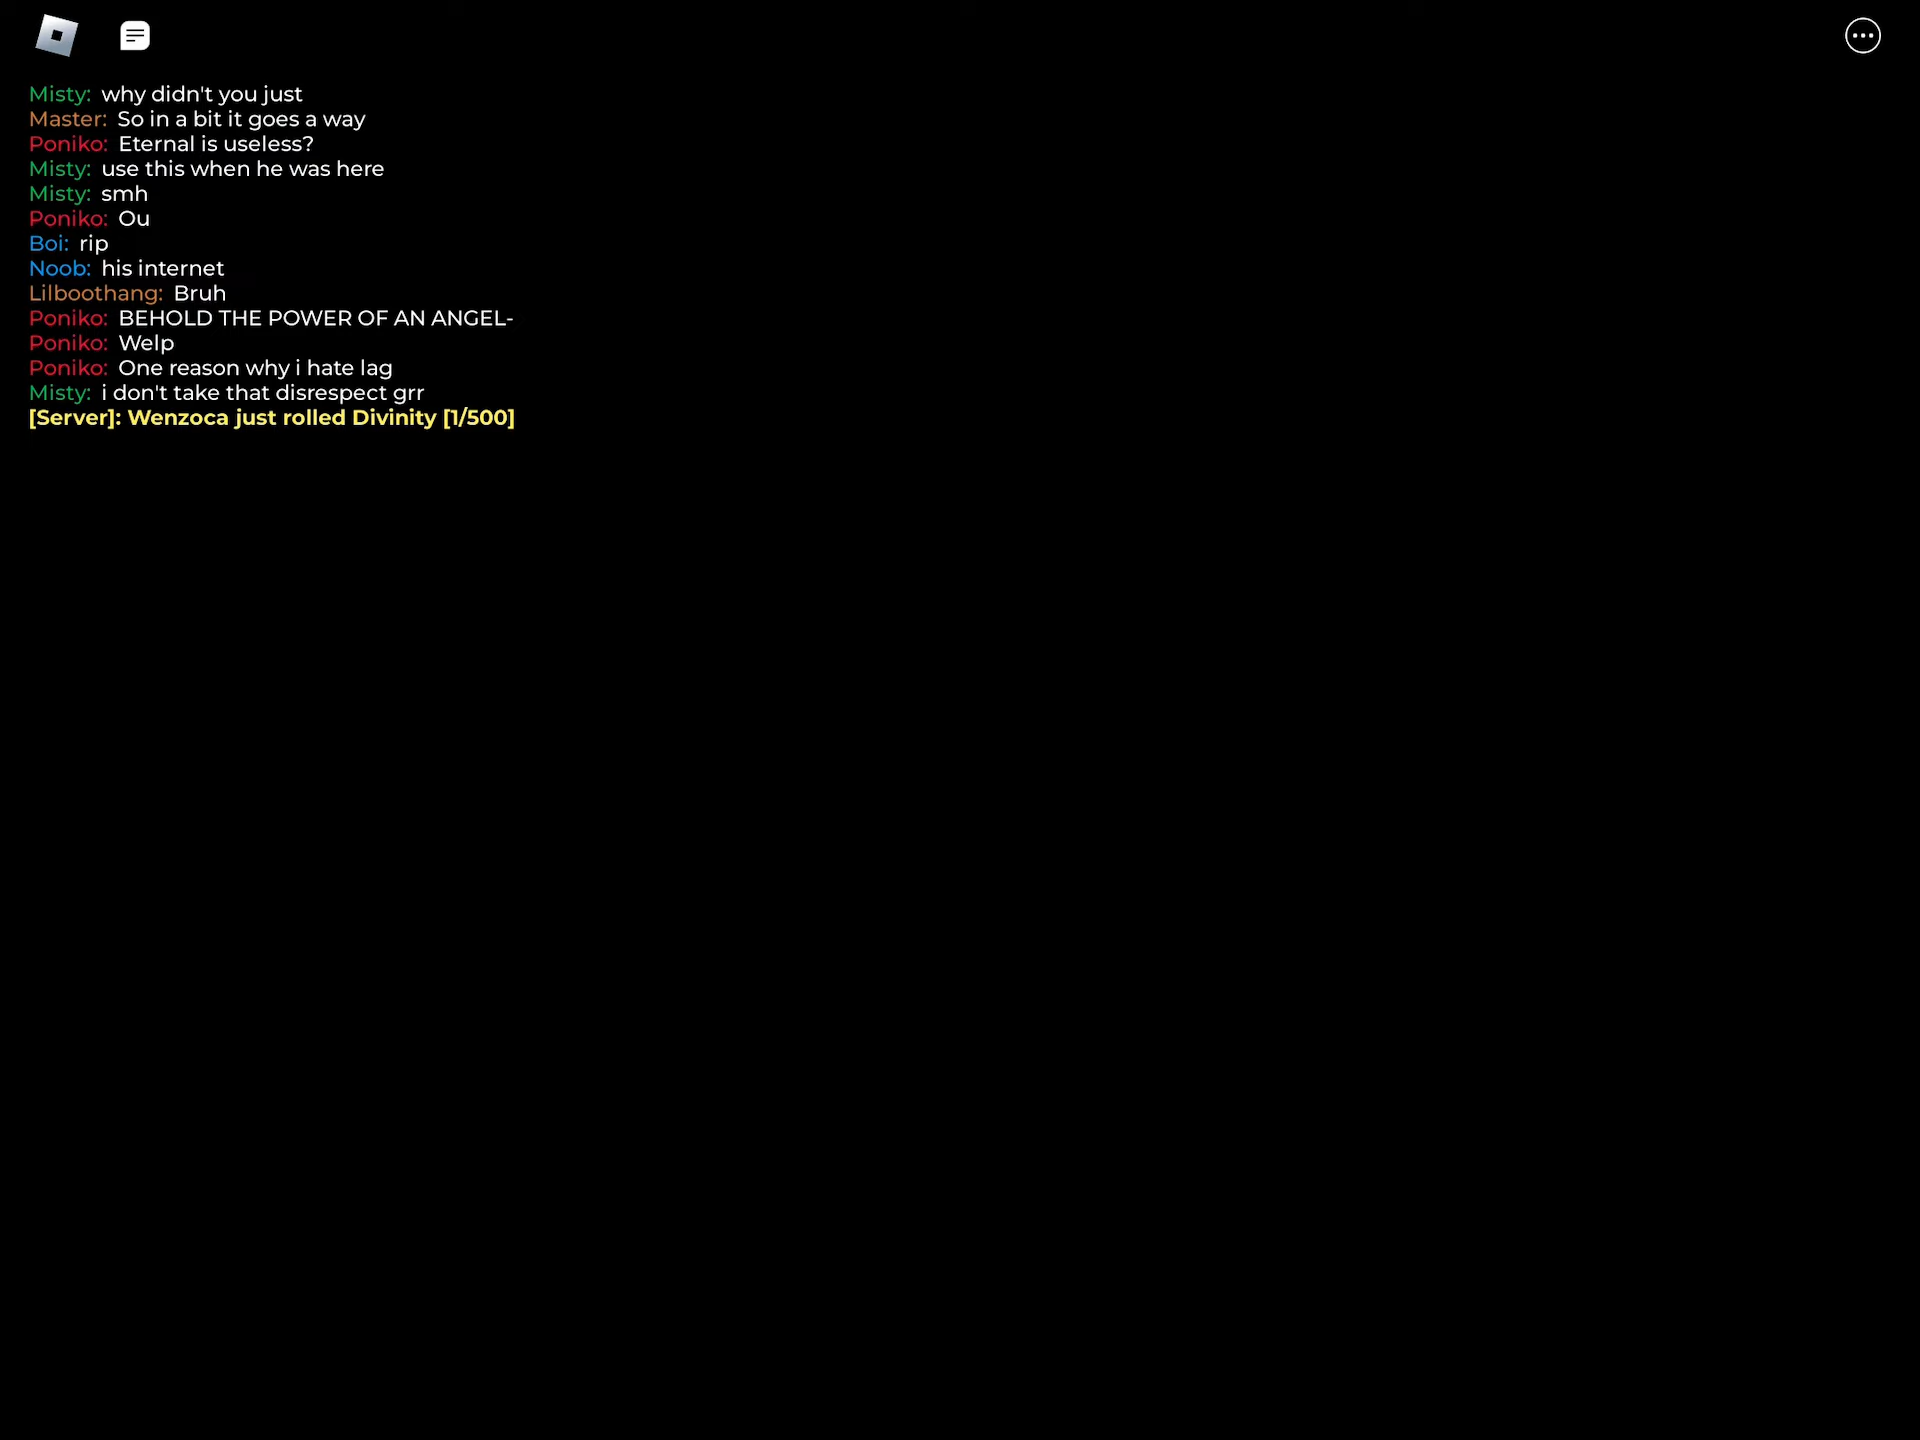 Misty: why didn't you just
Master: So in a bit it goes a way
Poniko: Eternal is useless?
Misty: use this when he was here
Misty: smh
Poniko: Ou
Boi: rip
Noob: his internet
Lilboothang: Bruh
Poniko: BEHOLD THE POWER OF AN ANGEL-
Poniko: Welp
Poniko: One reason why i hate lag
Misty: i don't take that disrespect grr
[Server]: Wenzoca just rolled Divinity [1/500]